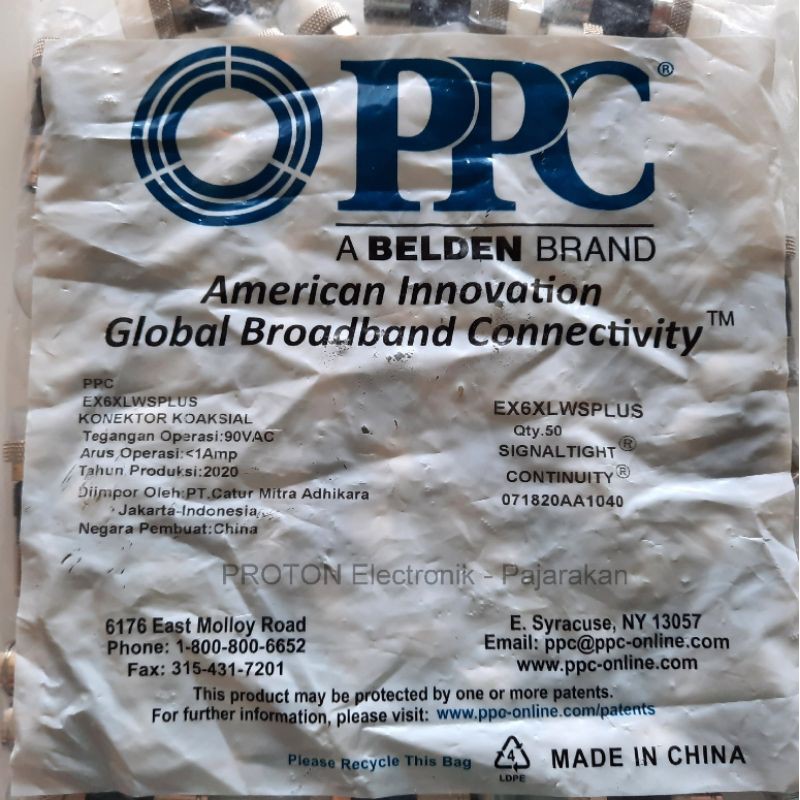 PPC®
A BELDEN BRAND
American Innovation
Global Broadband Connectivity™
PPC
EX6XLWSPLUS
KONEKTOR KOAKSIAL
Tegangan Operasi:90VAC
Arus Operasi:<1Amp
Tahun Produksi:2020
Diimpor Oleh:PT.Catur Mitra Adhikara
Jakarta-Indonesia
Negara Pembuat:China
EX6XLWSPLUS
Qty.50
SIGNALTIGHT®
CONTINUITY®
071820AA1040
PROTON Electronik - Pajarakan
6176 East Molloy Road
Phone: 1-800-800-6652
Fax: 315-431-7201
E. Syracuse, NY 13057
Email: ppc@ppc-online.com
www.ppc-online.com
This product may be protected by one or more patents.
For further information, please visit: www.ppc-online.com/patents
Please Recycle This Bag
4
LDPE
MADE IN CHINA